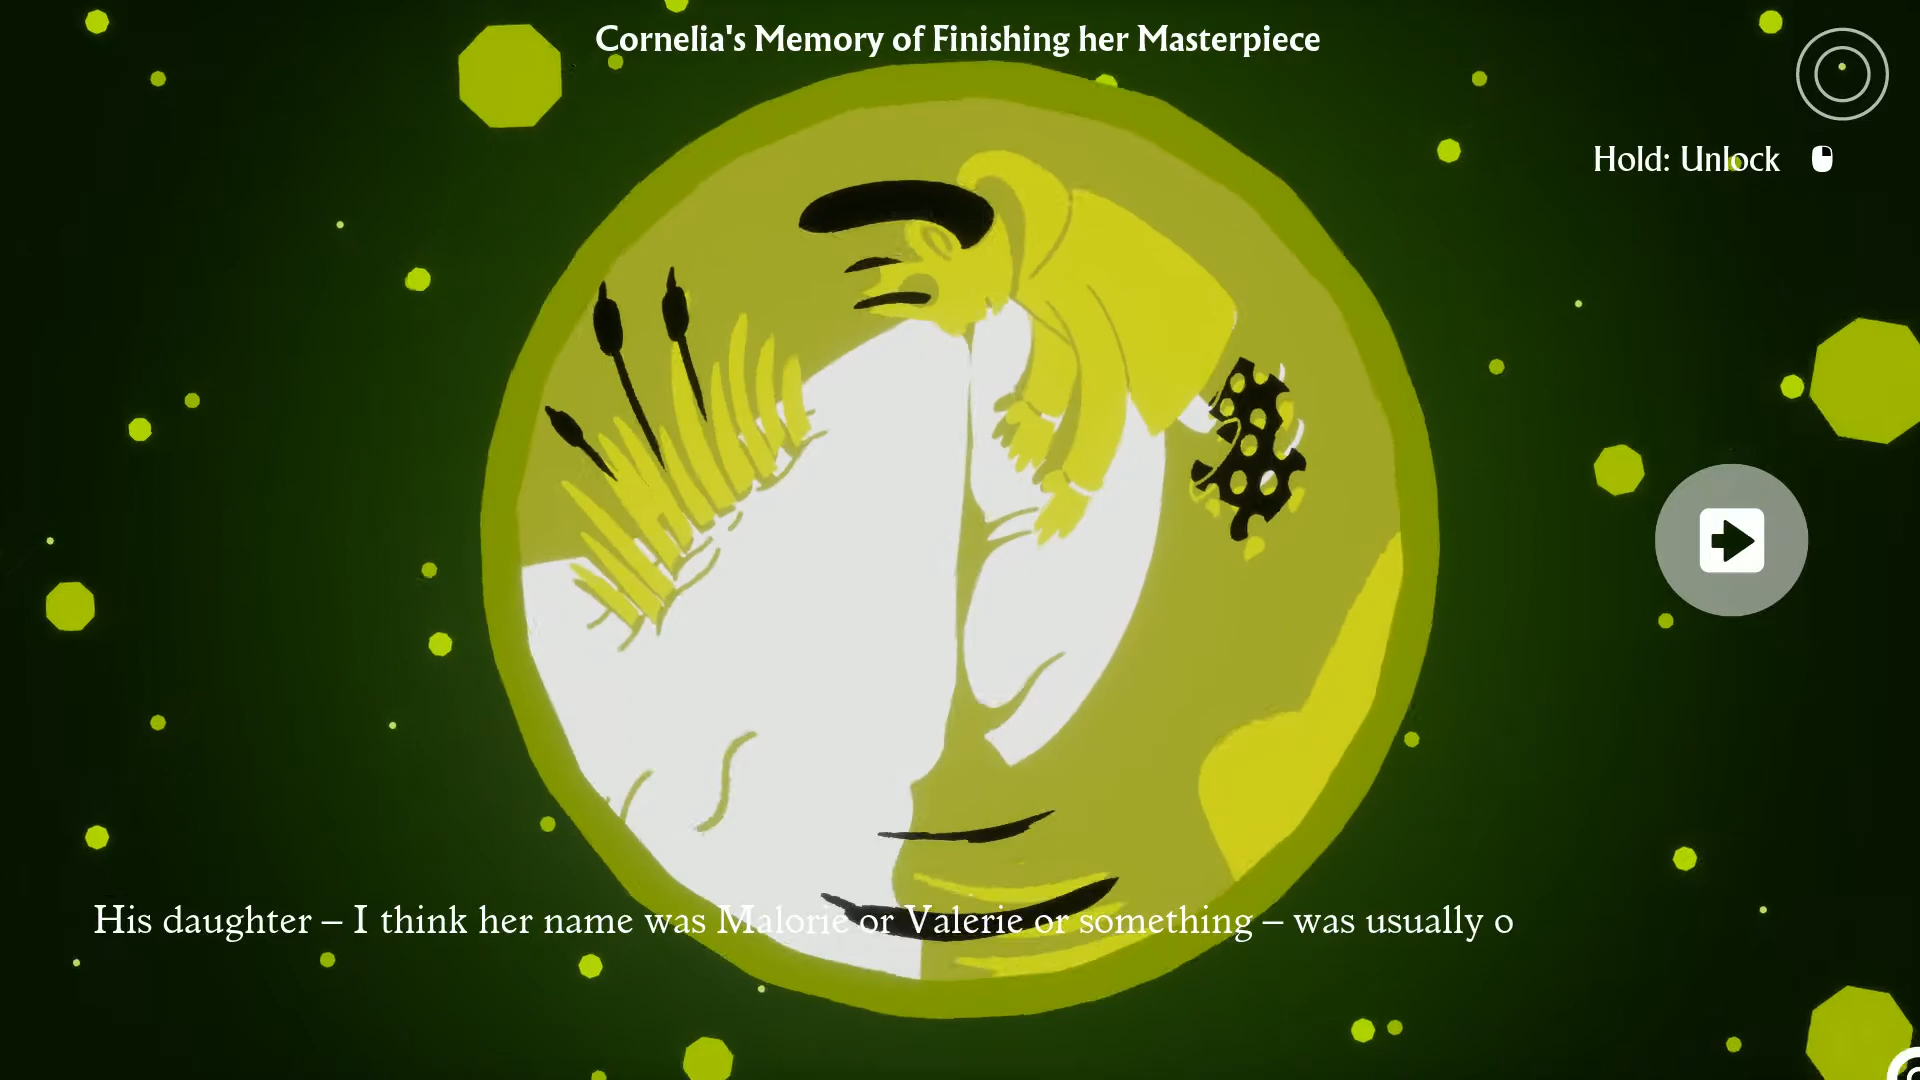 Cornelia's Memory of Finishing her Masterpiece
Hold: Unlock
His daughter – I think her name was Malorie or Valerie or something – was usually o